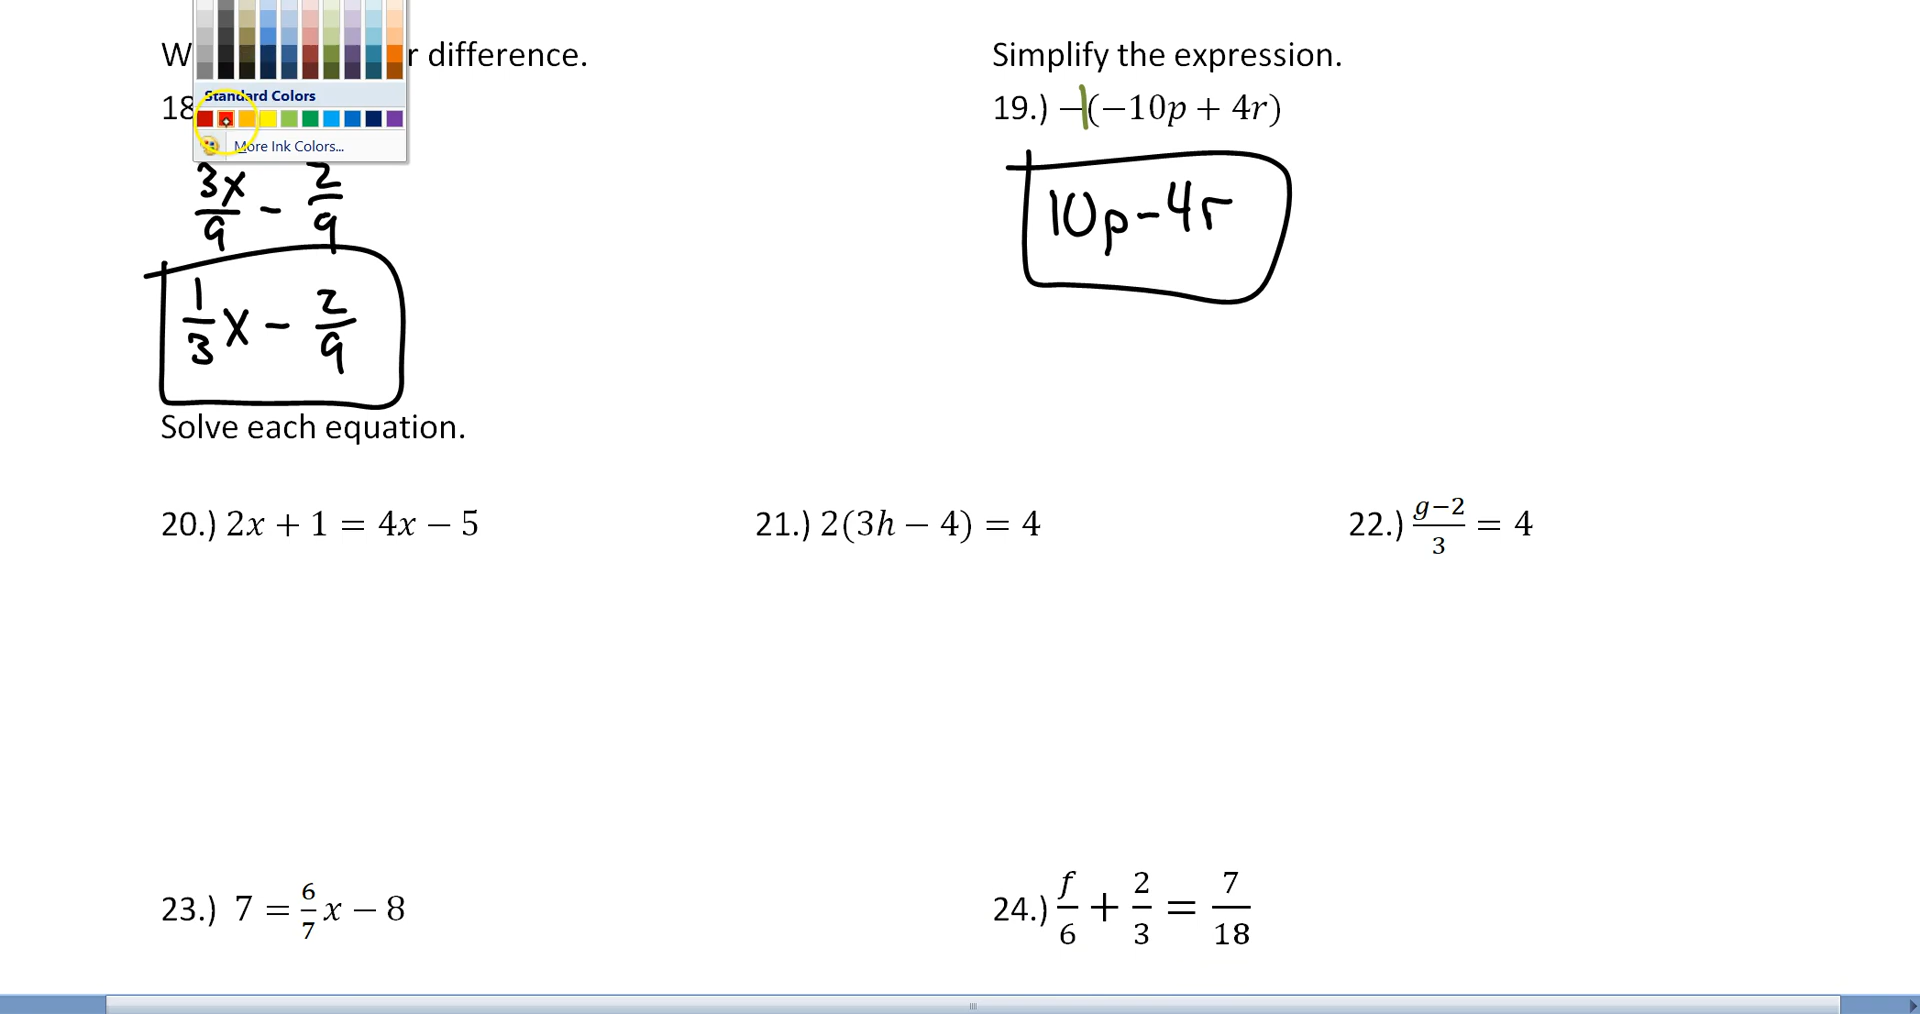 W r difference.
Standard Colors
18
More Ink Colors...
3x/9 - 2/9
1/3 x - 2/9
Simplify the expression.
19.) −1(−10p + 4r)
10p - 4r
Solve each equation.
20.) 2x + 1 = 4x − 5
21.) 2(3h − 4) = 4
22.) g−2/3 = 4
23.) 7 = 6/7 x − 8
24.) f/6 + 2/3 = 7/18